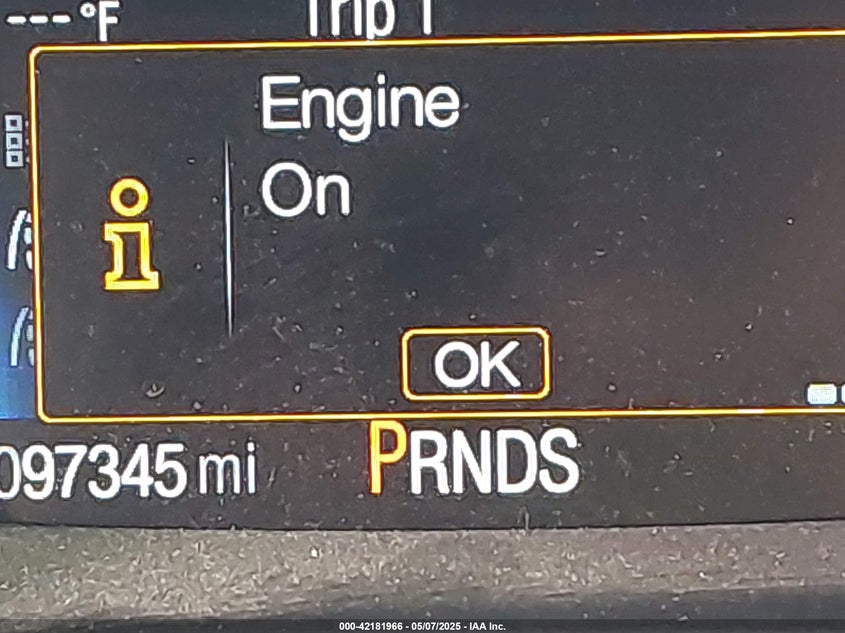 ---°F
Trip 1
Engine
On
OK
097345 mi
PRNDS
000-42181966 - 05/07/2025 - IAA Inc.